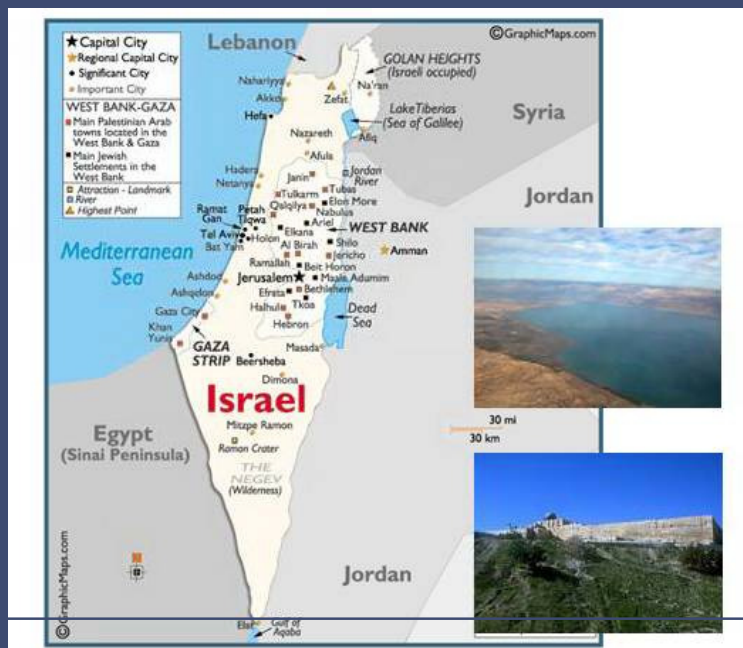 ©GraphicMaps.com
Capital City
Regional Capital City
Significant City
Important City
WEST BANK-GAZA
Main Palestinian Arab
towns located in the
West Bank & Gaza
Main Jewish
Settlements in the
West Bank
Attraction - Landmark
River
Highest Point
Lebanon
GOLAN HEIGHTS
(Israeli occupied)
Na'ran
Nahariyya
Akko
Zefat
Hefa
Lake Tiberias
(Sea of Galilee)
Syria
Afiq
Nazareth
Afula
Jordan
River
Hadera
Janin
Netanya
Tubas
Tulkarm
Elon More
Jordan
Qalqilya
Nabulus
Ramat
Gan
Petah
Tilqwa
Ariel
WEST BANK
Elkana
Tel Aviv
Holon
Shilo
Bat Yam
Al Birah
Amman
Mediterranean
Sea
Ramallah
Jericho
Beit Horon
Ashdod
Jerusalem
Maale Adumim
Ashqelon
Efrata
Bethlehem
Tkoa
Gaza City
Halhul
Dead
Sea
Hebron
Khan
Yunis
GAZA
STRIP
Masada
Beersheba
Dimona
Israel
30 mi
30 km
Mitzpe Ramon
Egypt
(Sinai Peninsula)
Ramon Crater
THE
NEGEV
(Wilderness)
Jordan
Elat
Gulf of
Aqaba
©GraphicMaps.com